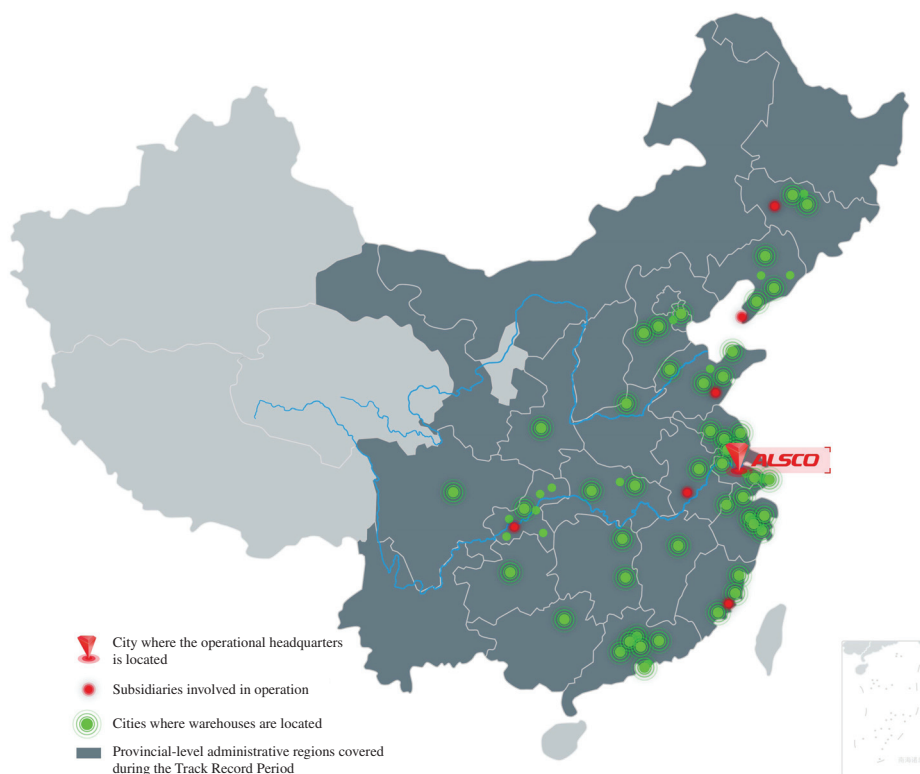 ALSCO
City where the operational headquarters
is located
Subsidiaries involved in operation
Cities where warehouses are located
Provincial-level administrative regions covered
during the Track Record Period